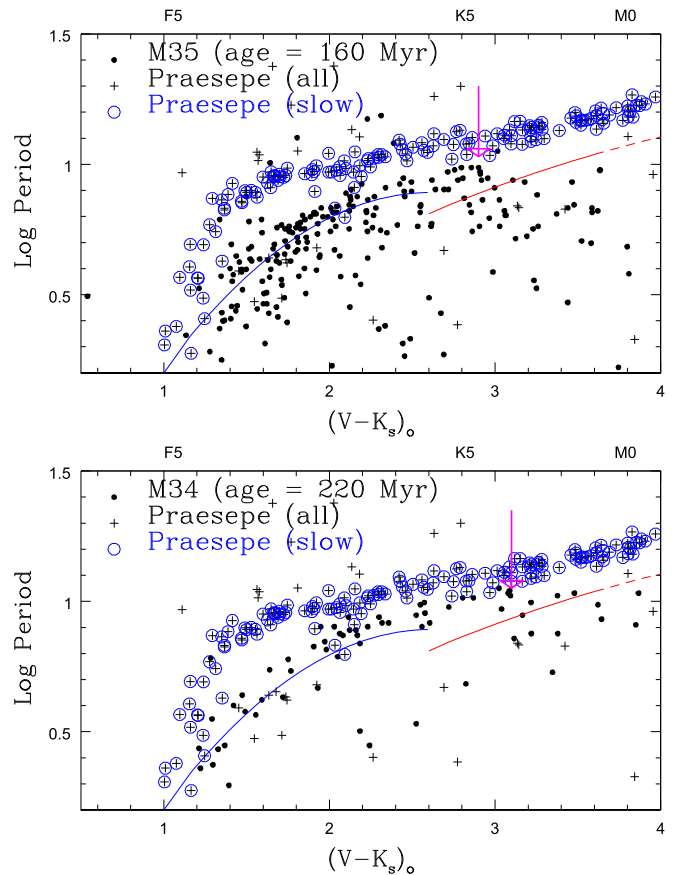 F5 K5 M0
1.5
M35 (age = 160 Myr)
Praesepe (all)
Praesepe (slow)
1
0.5
Log Period
1 2 3 4
(V−Ks)o
F5 K5 M0
1.5
M34 (age = 220 Myr)
Praesepe (all)
Praesepe (slow)
1
0.5
Log Period
1 2 3 4
(V−Ks)o